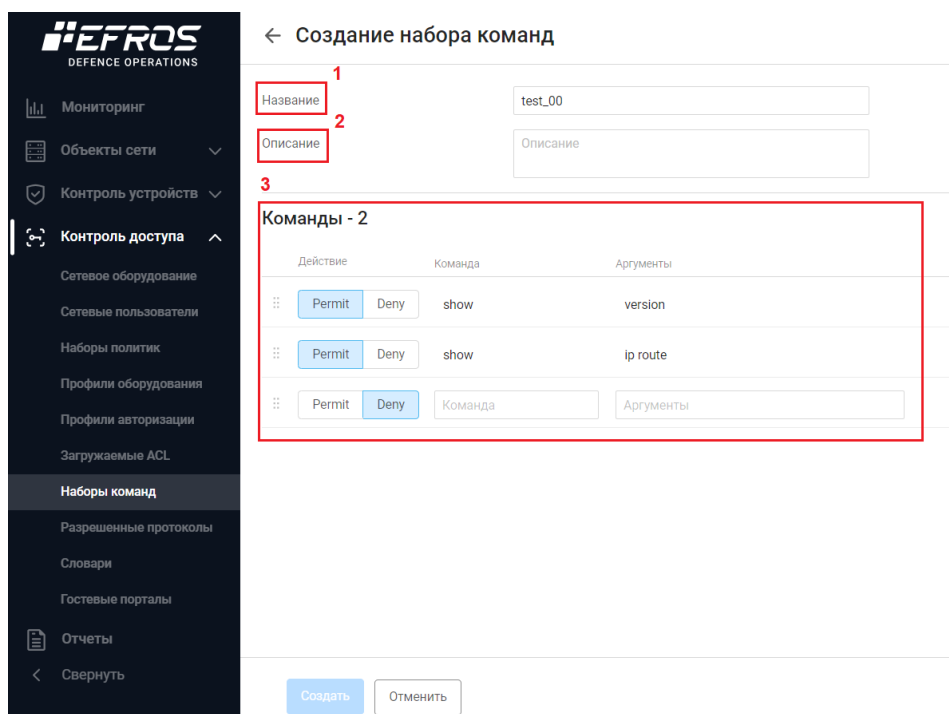 EFROS
DEFENCE OPERATIONS
Мониторинг
Объекты сети
Контроль устройств
Контроль доступа
Сетевое оборудование
Сетевые пользователи
Наборы политик
Профили оборудования
Профили авторизации
Загружаемые ACL
Наборы команд
Разрешенные протоколы
Словари
Гостевые порталы
Отчеты
Свернуть
Создание набора команд
1
Название test_00
2
Описание Описание
3
Команды - 2
Действие Команда Аргументы
Permit Deny show version
Permit Deny show ip route
Permit Deny Команда Аргументы
Создать Отменить